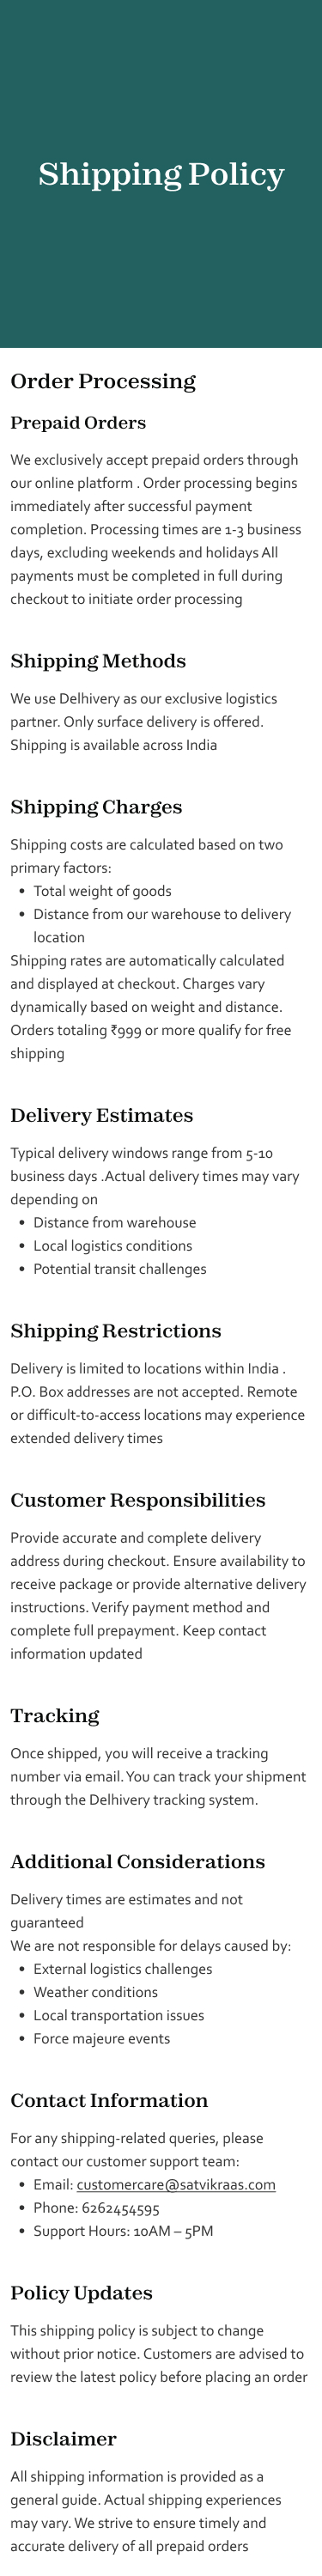 Shipping Policy
Order Processing
Prepaid Orders
We exclusively accept prepaid orders through
our online platform . Order processing begins
immediately after successful payment
completion. Processing times are 1-3 business
days, excluding weekends and holidays All
payments must be completed in full during
checkout to initiate order processing
Shipping Methods
We use Delhivery as our exclusive logistics
partner. Only surface delivery is offered.
Shipping is available across India
Shipping Charges
Shipping costs are calculated based on two
primary factors:
• Total weight of goods
• Distance from our warehouse to delivery
location
Shipping rates are automatically calculated
and displayed at checkout. Charges vary
dynamically based on weight and distance.
Orders totaling ₹999 or more qualify for free
shipping
Delivery Estimates
Typical delivery windows range from 5-10
business days .Actual delivery times may vary
depending on
• Distance from warehouse
• Local logistics conditions
• Potential transit challenges
Shipping Restrictions
Delivery is limited to locations within India .
P.O. Box addresses are not accepted. Remote
or difficult-to-access locations may experience
extended delivery times
Customer Responsibilities
Provide accurate and complete delivery
address during checkout. Ensure availability to
receive package or provide alternative delivery
instructions. Verify payment method and
complete full prepayment. Keep contact
information updated
Tracking
Once shipped, you will receive a tracking
number via email. You can track your shipment
through the Delhivery tracking system.
Additional Considerations
Delivery times are estimates and not
guaranteed
We are not responsible for delays caused by:
• External logistics challenges
• Weather conditions
• Local transportation issues
• Force majeure events
Contact Information
For any shipping-related queries, please
contact our customer support team:
• Email: customercare@satvikraas.com
• Phone: 6262454595
• Support Hours: 10AM – 5PM
Policy Updates
This shipping policy is subject to change
without prior notice. Customers are advised to
review the latest policy before placing an order
Disclaimer
All shipping information is provided as a
general guide. Actual shipping experiences
may vary. We strive to ensure timely and
accurate delivery of all prepaid orders